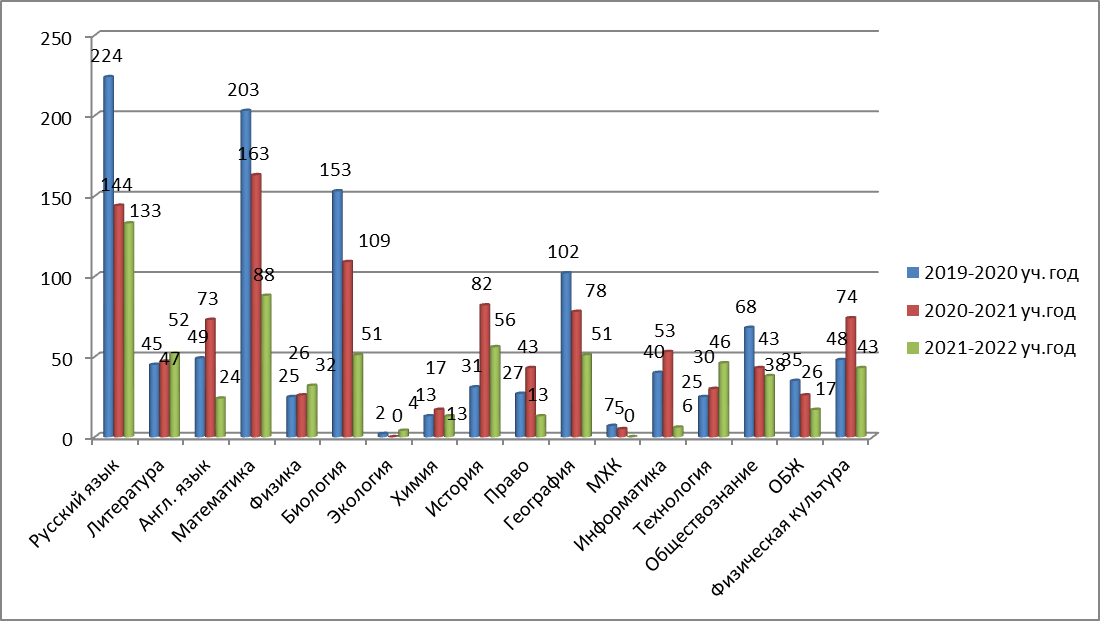 250
200
150
100
50
0
224
144
133
45
47
52
49
73
24
203
163
88
25
26
32
153
109
51
2
0
4
13
17
13
31
82
56
27
43
13
102
78
51
7
5
0
40
53
6
25
30
46
68
43
38
35
26
17
48
74
43
Русский язык
Литература
Англ. язык
Математика
Физика
Биология
Экология
Химия
История
Право
География
МХК
Информатика
Технология
Обществознание
ОБЖ
Физическая культура
2019-2020 уч. год
2020-2021 уч.год
2021-2022 уч.год